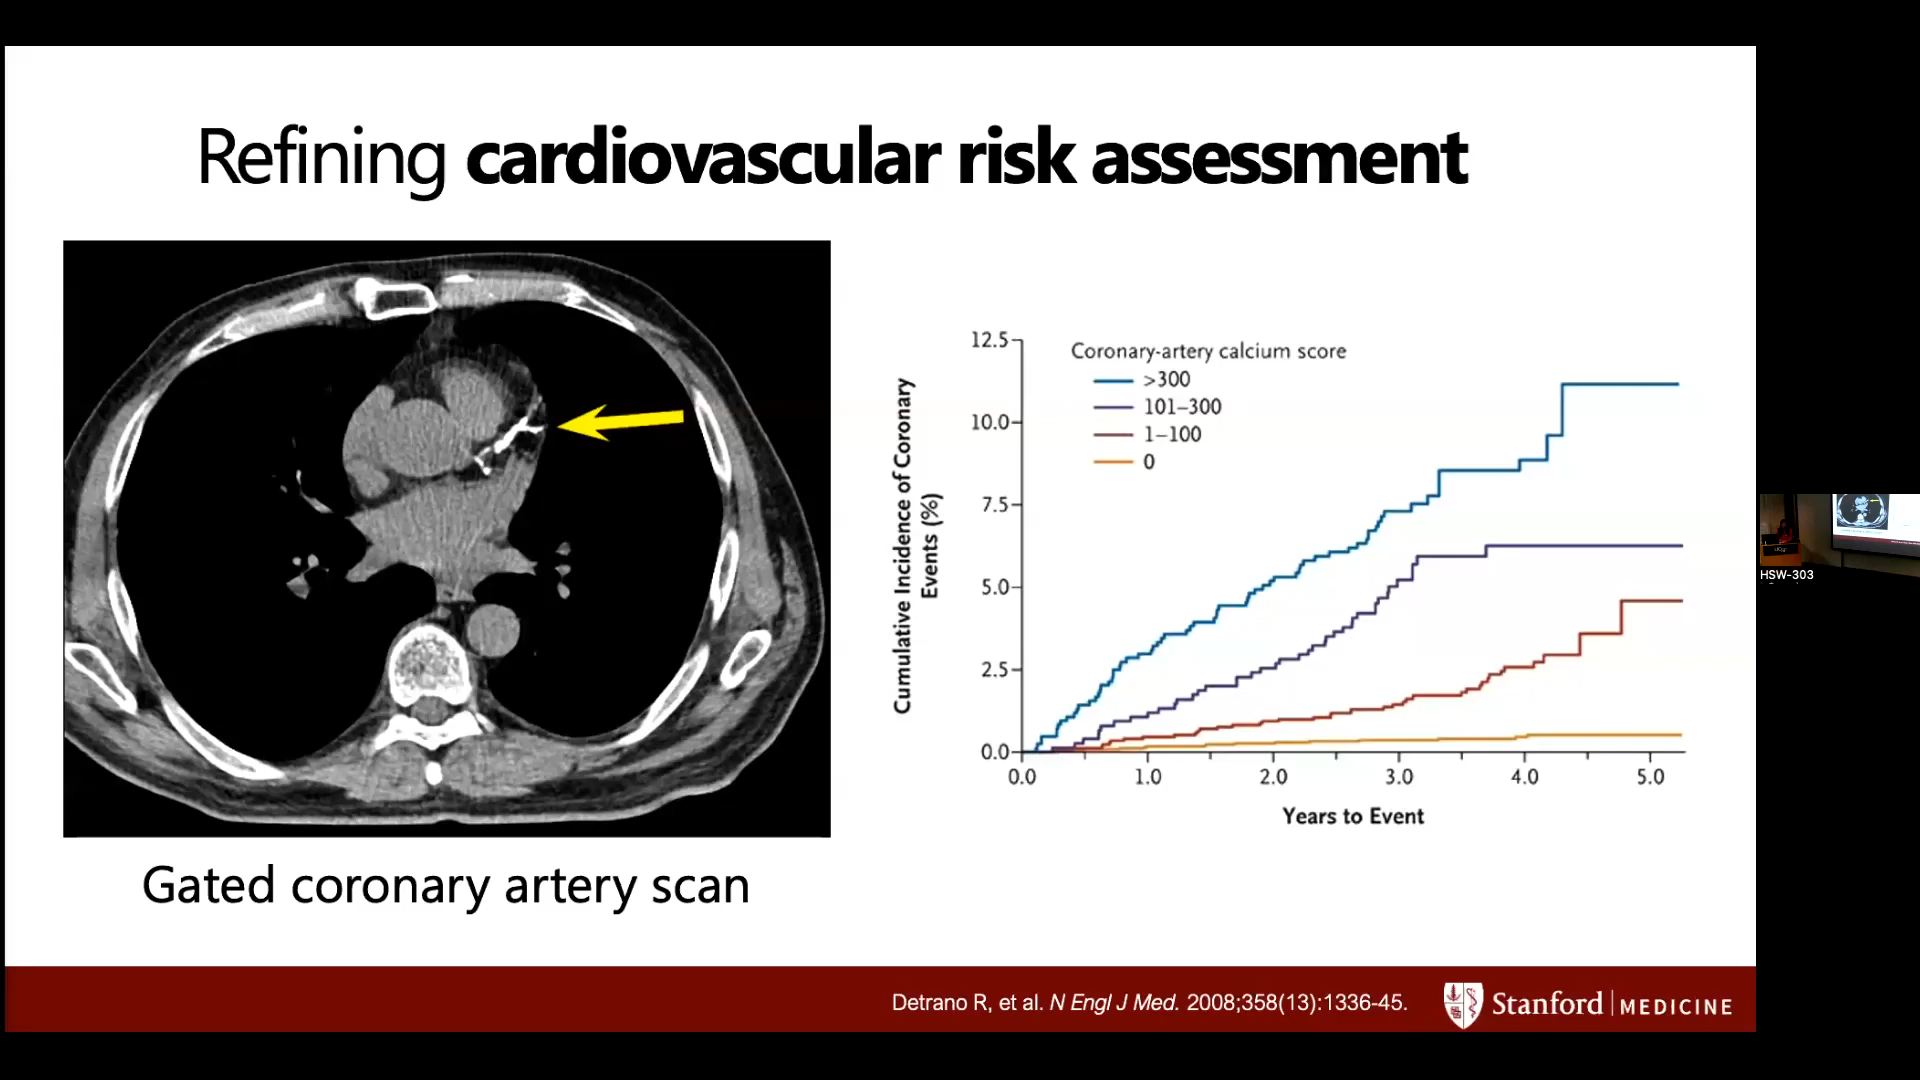 Refining cardiovascular risk assessment
Gated coronary artery scan
Cumulative Incidence of Coronary
Events (%)
12.5
10.0
7.5
5.0
2.5
0.0
Coronary-artery calcium score
>300
101–300
1–100
0
0.0 1.0 2.0 3.0 4.0 5.0
Years to Event
Detrano R, et al. N Engl J Med. 2008;358(13):1336-45.
Stanford MEDICINE
HSW-303